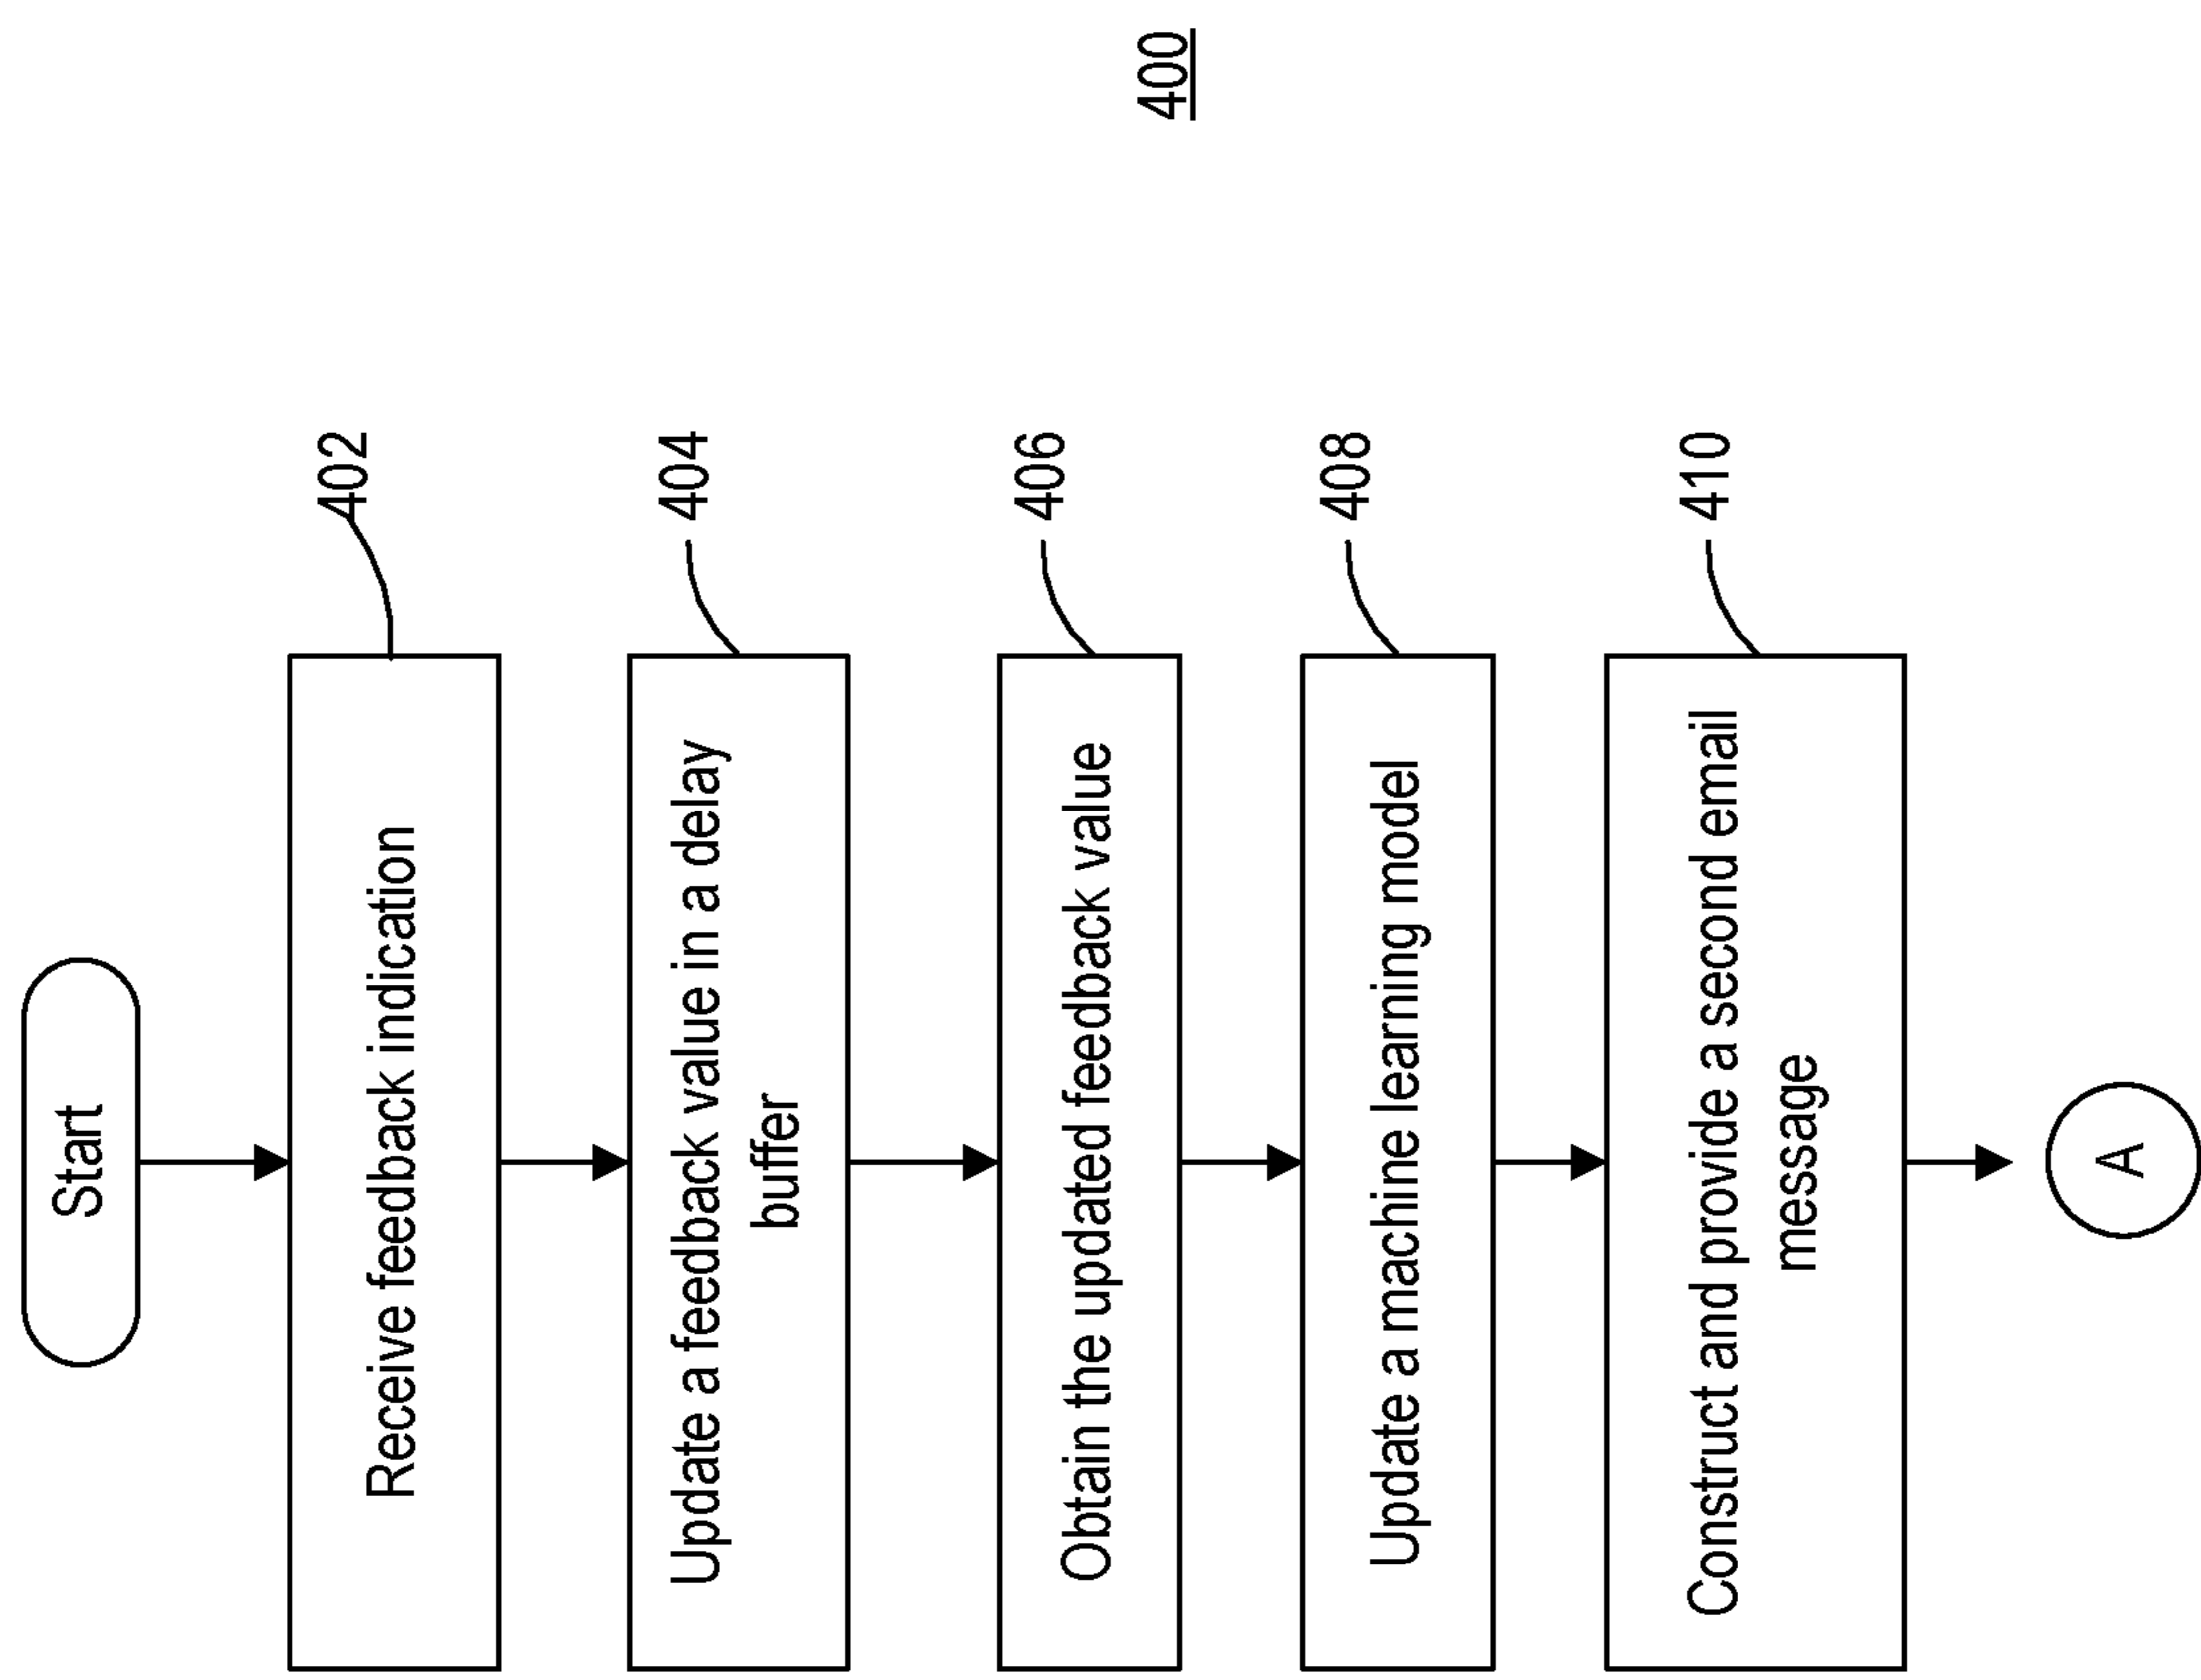 400
Start
402
Receive feedback indication
404
Update a feedback value in a delay
buffer
406
Obtain the updated feedback value
408
Update a machine learning model
410
Construct and provide a second email
message
A